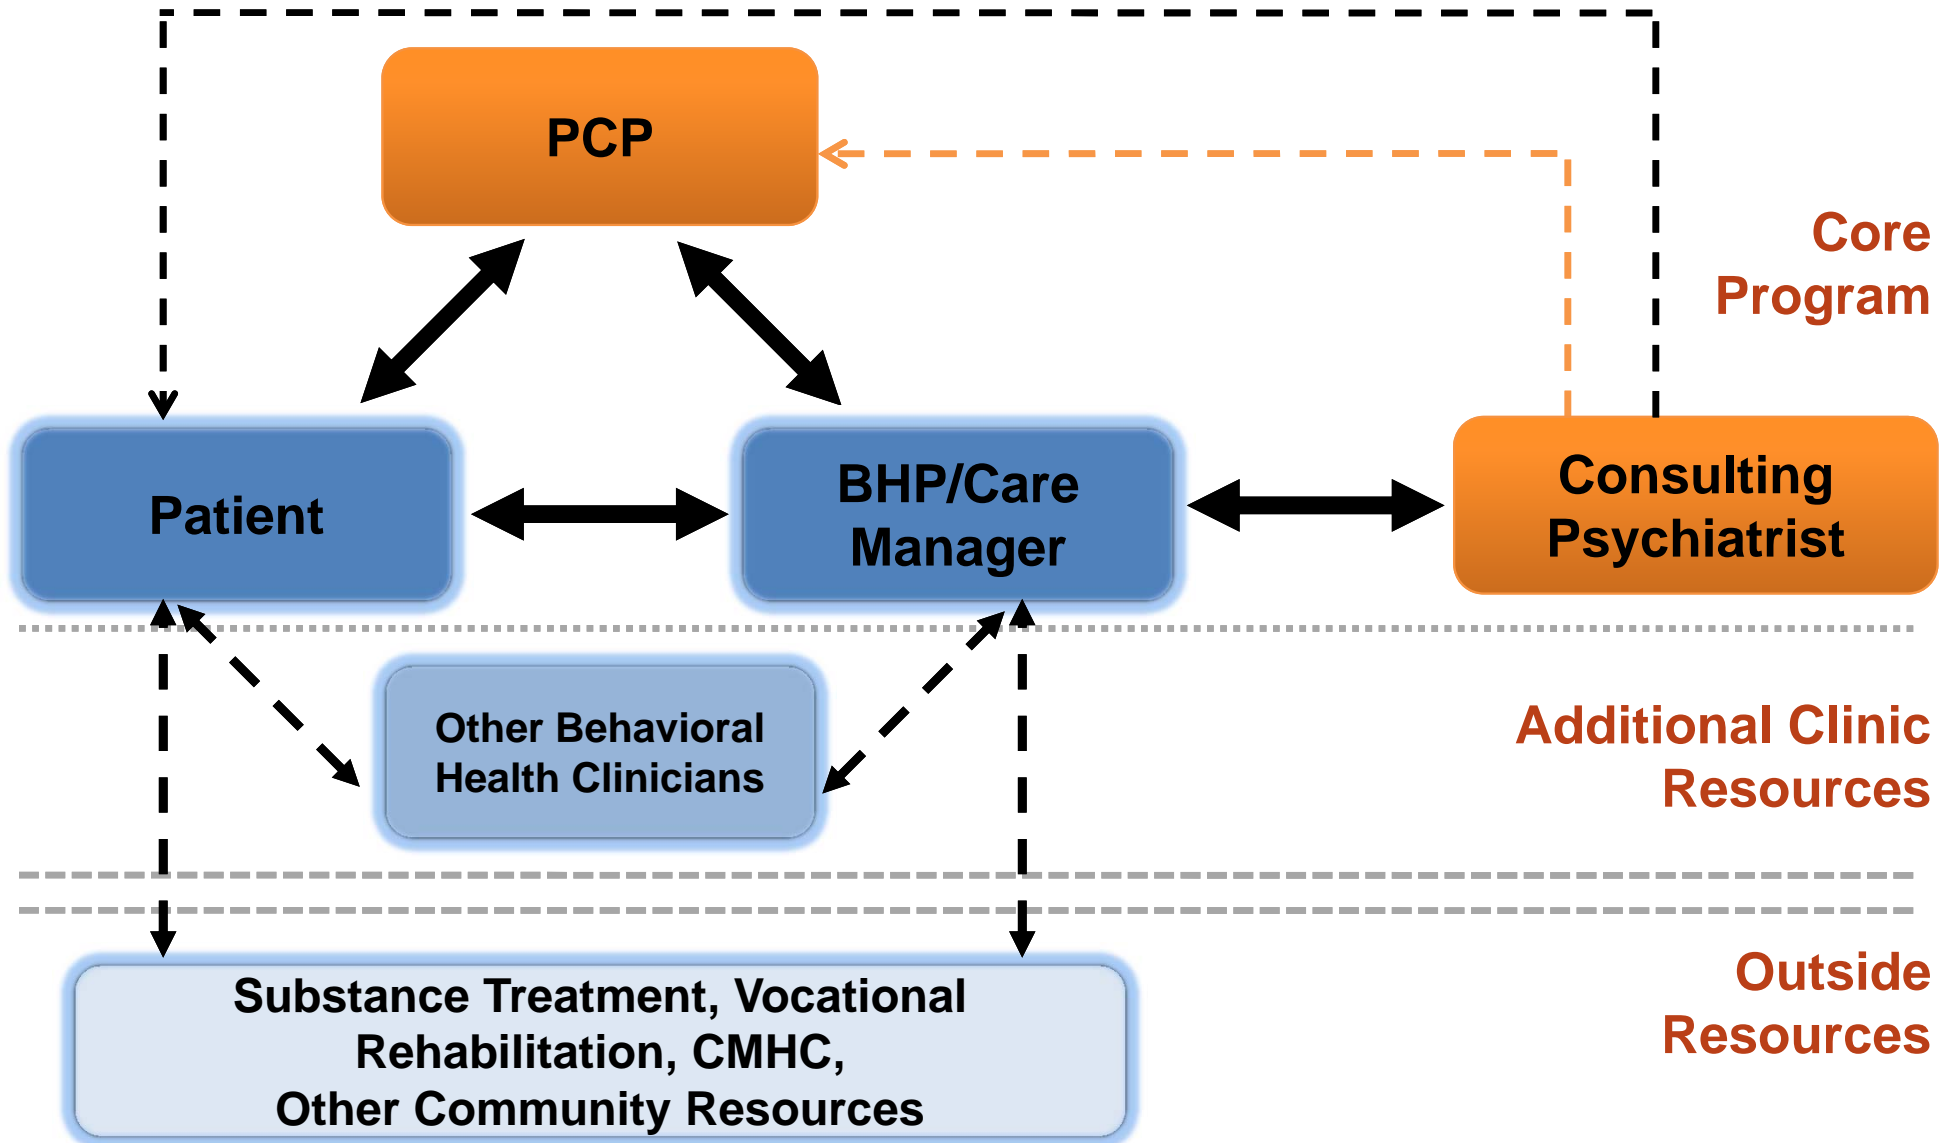 PCP
Core
Program
Patient
BHP/Care
Manager
Consulting
Psychiatrist
Other Behavioral
Health Clinicians
Additional Clinic
Resources
Substance Treatment, Vocational
Rehabilitation, CMHC,
Other Community Resources
Outside
Resources